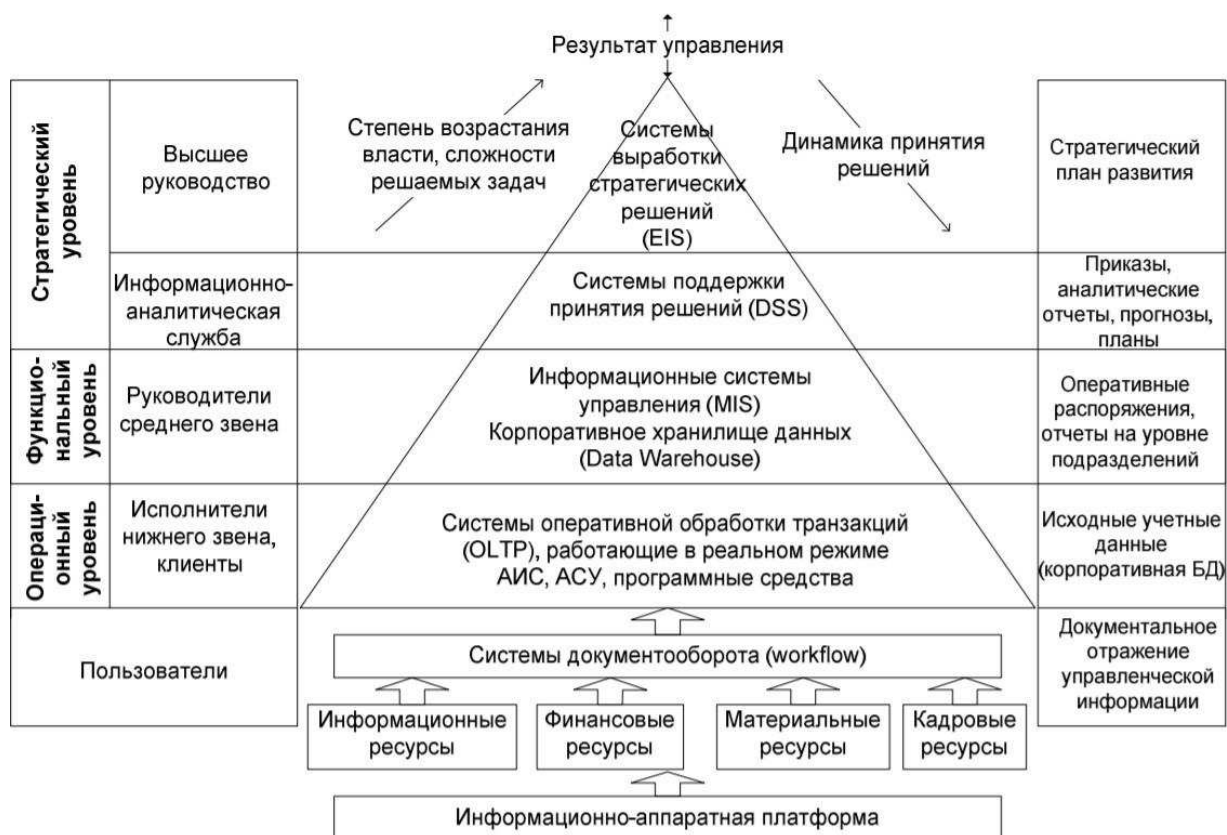 Результат управления
Стратегический
уровень
Высшее
руководство
Степень возрастания
власти, сложности
решаемых задач
Системы
выработки
стратегических
решений
(EIS)
Динамика принятия
решений
Стратегический
план развития
Информационно-
аналитическая
служба
Системы поддержки
принятия решений (DSS)
Приказы,
аналитические
отчеты, прогнозы,
планы
Функцио-
нальный
уровень
Руководители
среднего звена
Информационные системы
управления (MIS)
Корпоративное хранилище данных
(Data Warehouse)
Оперативные
распоряжения,
отчеты на уровне
подразделений
Операци-
онный
уровень
Исполнители
нижнего звена,
клиенты
Системы оперативной обработки транзакций
(OLTP), работающие в реальном режиме
АИС, АСУ, программные средства
Исходные учетные
данные
(корпоративная БД)
Пользователи
Системы документооборота (workflow)
Документальное
отражение
управленческой
информации
Информационные
ресурсы
Финансовые
ресурсы
Материальные
ресурсы
Кадровые
ресурсы
Информационно-аппаратная платформа